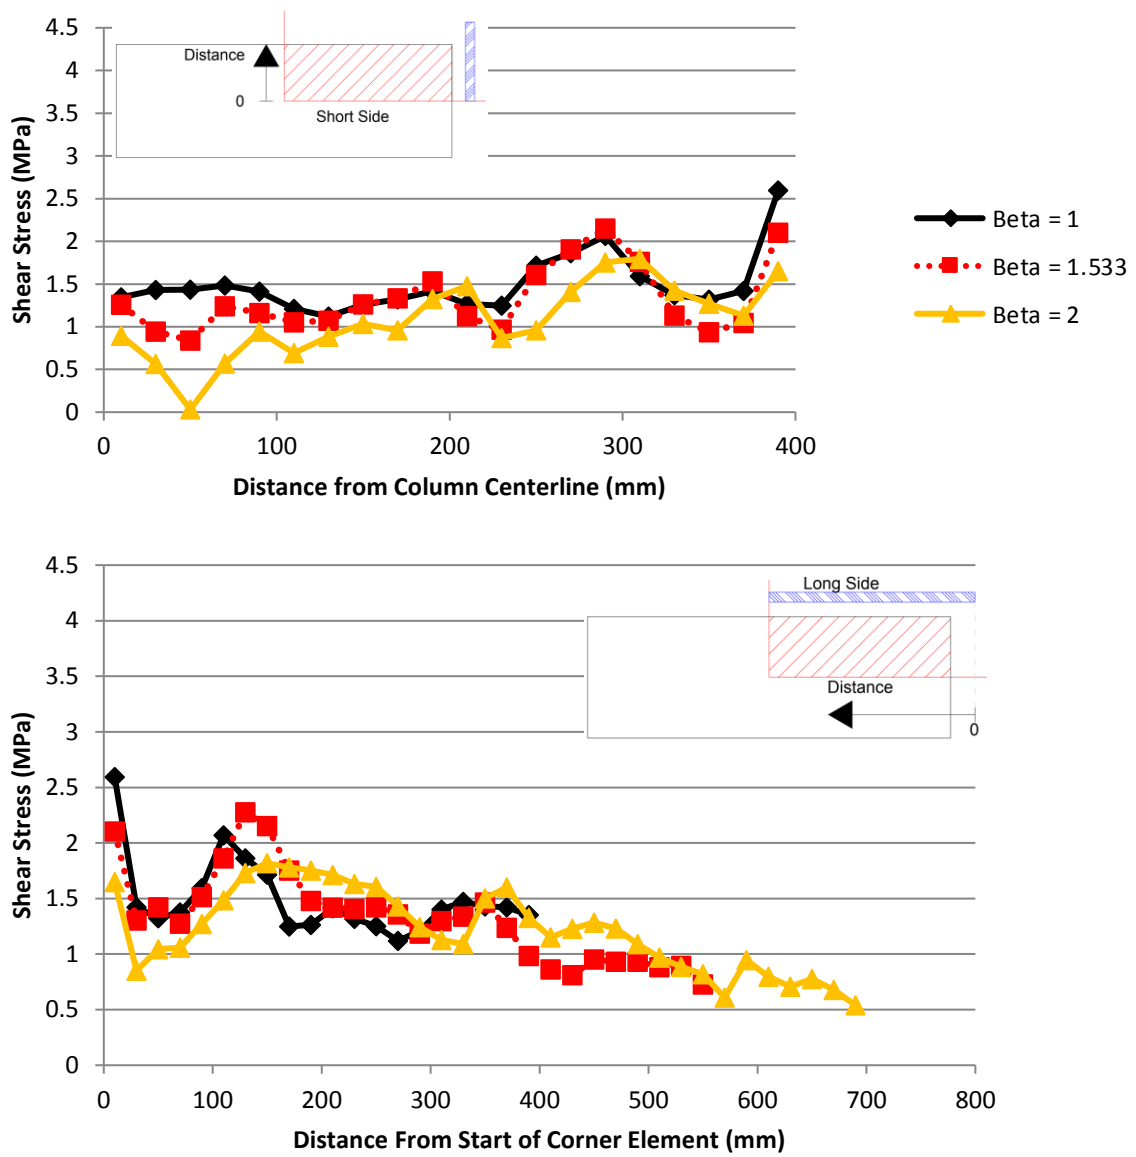 4.5
4
3.5
3
2.5
2
1.5
1
0.5
0
Shear Stress (MPa)
Distance
0
Short Side
0 100 200 300 400
Distance from Column Centerline (mm)
Beta = 1
Beta = 1.533
Beta = 2
4.5
4
3.5
3
2.5
2
1.5
1
0.5
0
Shear Stress (MPa)
Long Side
Distance
0
0 100 200 300 400 500 600 700 800
Distance From Start of Corner Element (mm)